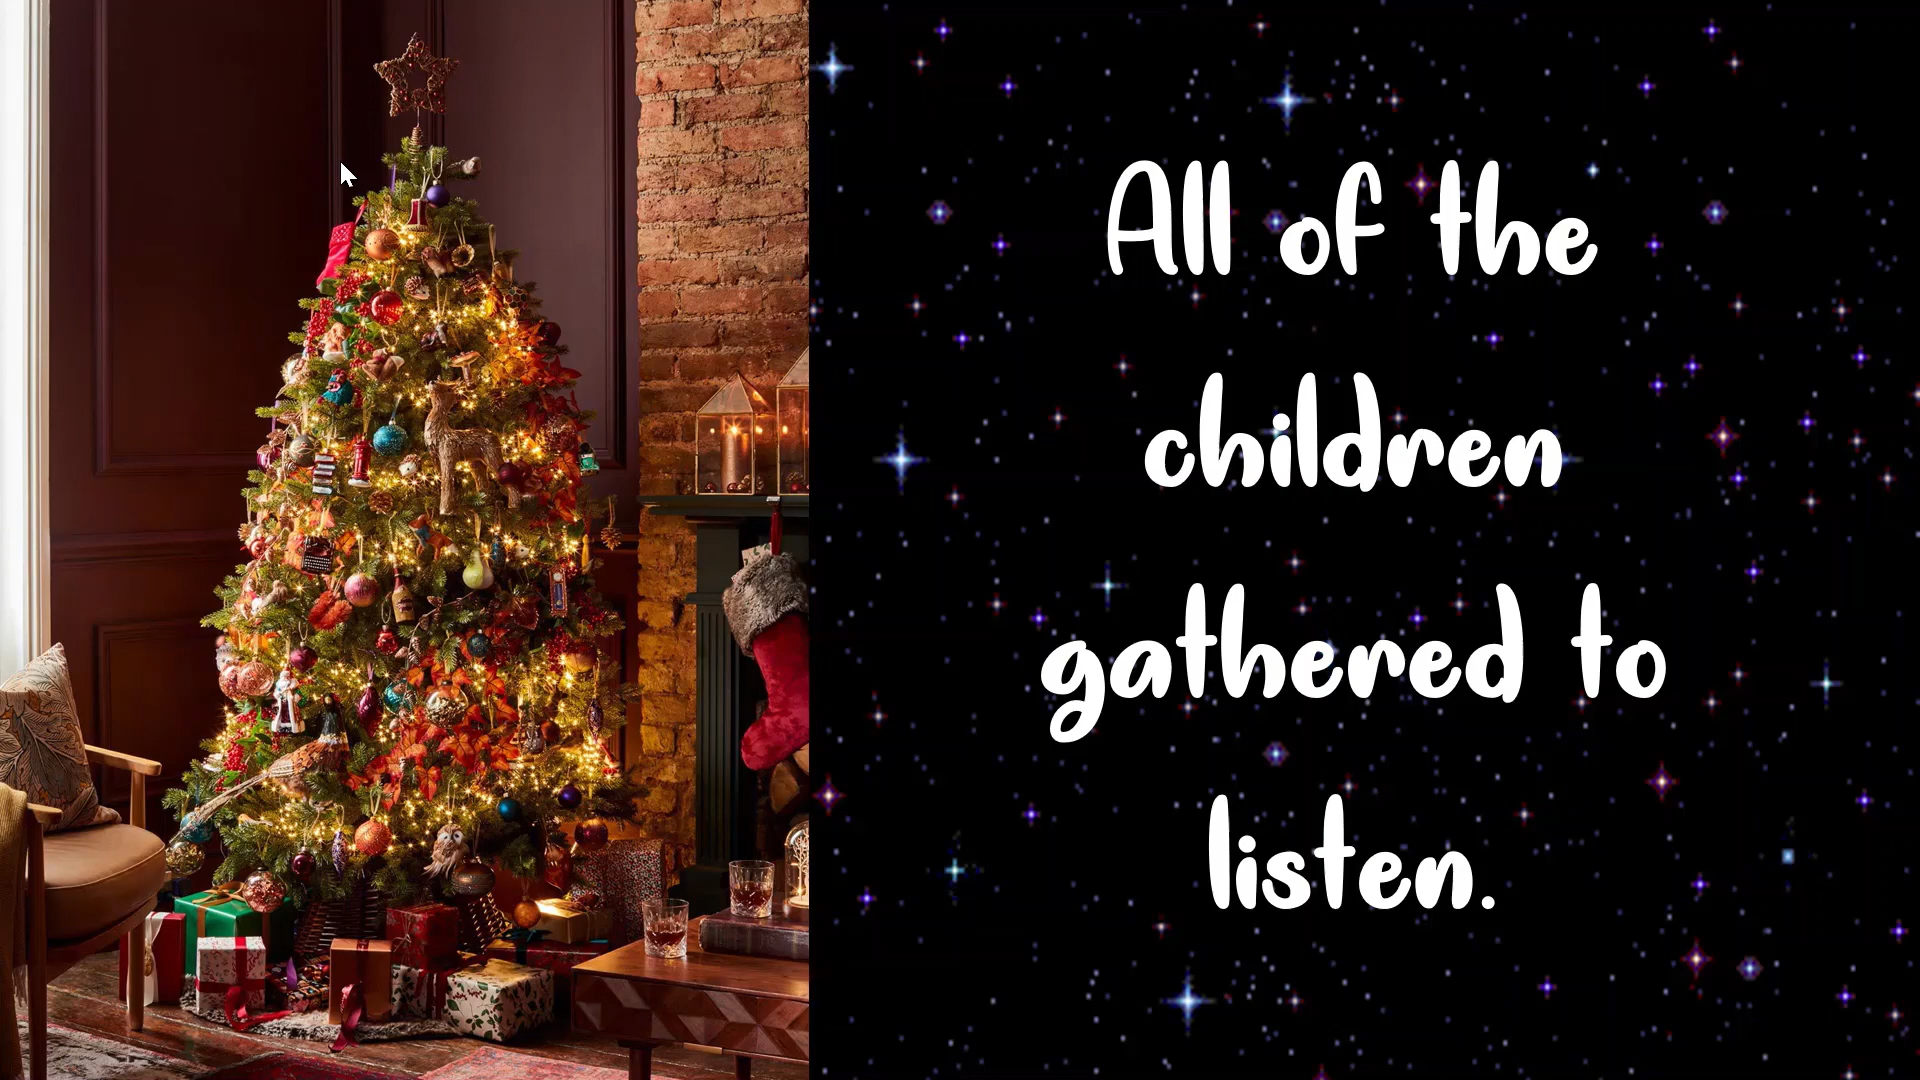 All of the
children
gathered to
listen.